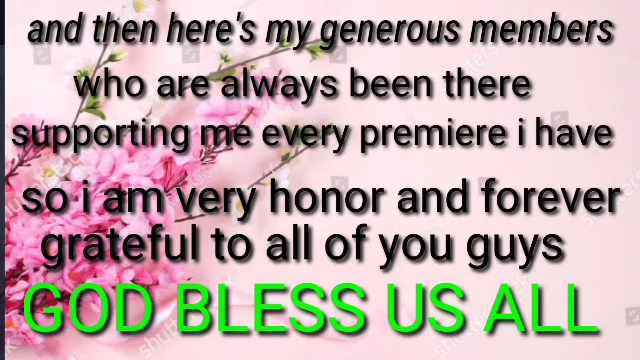 and then here's my generous members
who are always been there
supporting me every premiere i have
so i am very honor and forever
grateful to all of you guys
GOD BLESS US ALL